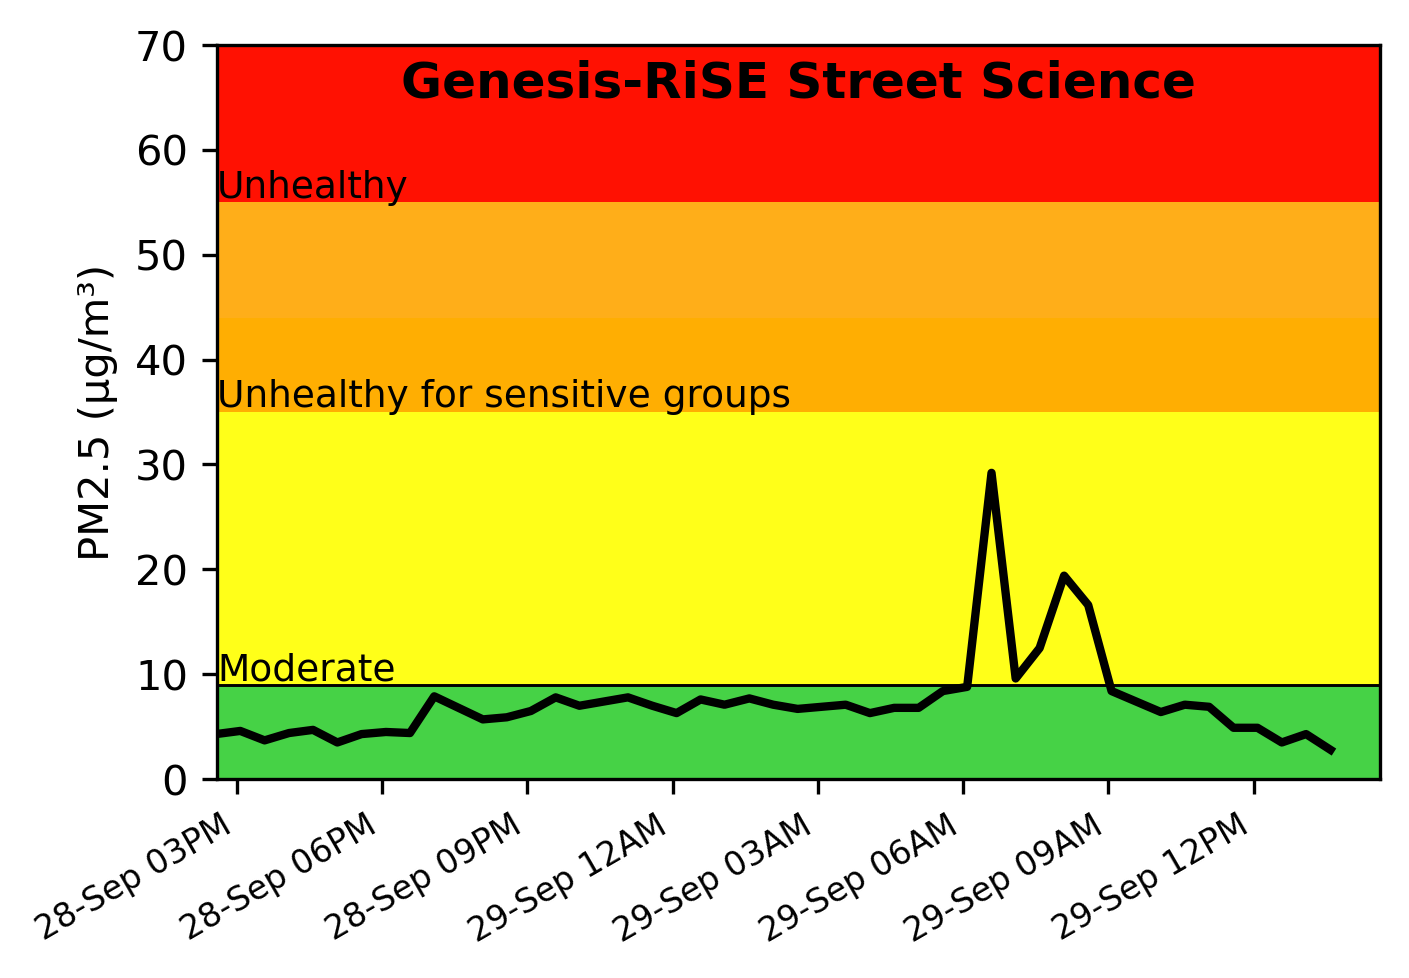 Genesis-RiSE Street Science
70
60
Unhealthy
50
40
Unhealthy for sensitive groups
30
20
Moderate
10
0
PM2.5 (µg/m³)
28-Sep 03PM
28-Sep 06PM
28-Sep 09PM
29-Sep 12AM
29-Sep 03AM
29-Sep 06AM
29-Sep 09AM
29-Sep 12PM